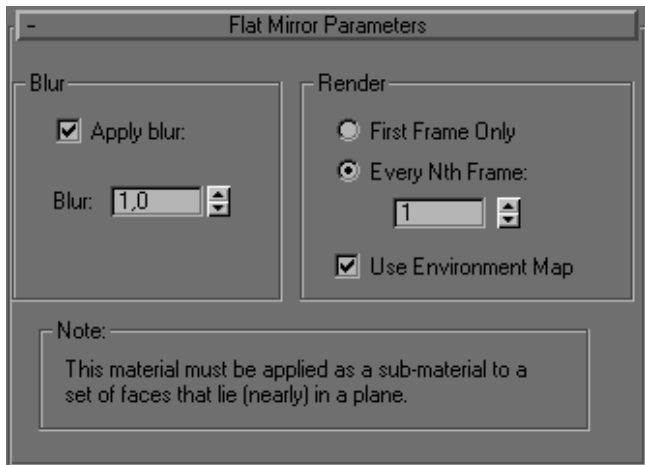 - Flat Mirror Parameters
Blur
Apply blur:
Blur: 1,0
Render
First Frame Only
Every Nth Frame:
1
Use Environment Map
Note:
This material must be applied as a sub-material to a
set of faces that lie (nearly) in a plane.